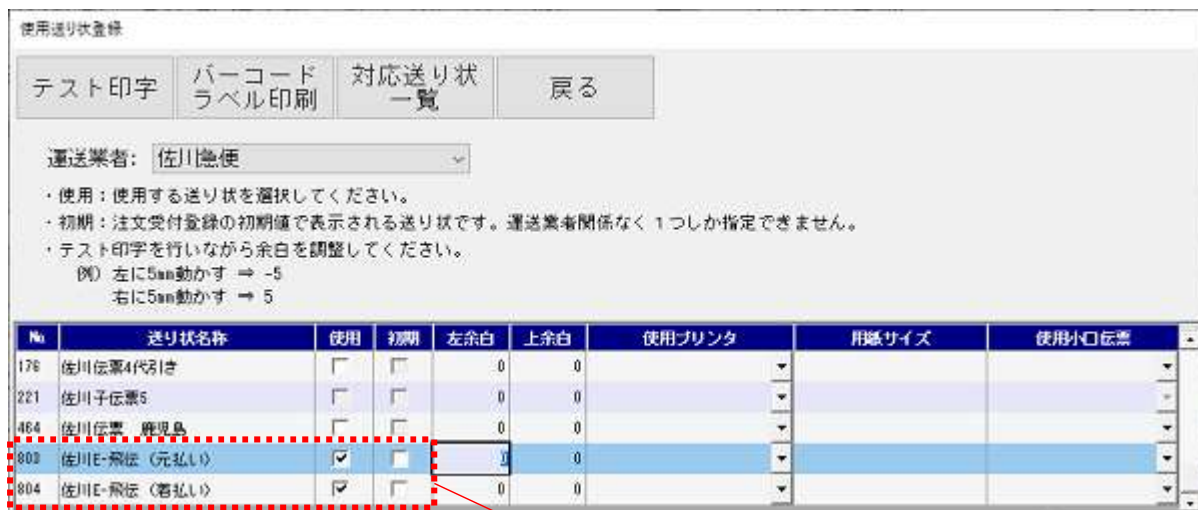 使用送り状登録
テスト印字
バーコード
ラベル印刷
対応送り状
一覧
戻る
運送業者: 佐川急便
・使用：使用する送り状を選択してください。
・初期：注文受付登録の初期値で表示される送り状です。運送業者関係なく１つしか指定できません。
・テスト印字を行いながら余白を調整してください。
例） 左に5mm動かす ⇒ -5
右に5mm動かす ⇒ 5
No 送り状名称 使用 初期 左余白 上余白 使用プリンタ 用紙サイズ 使用小口伝票
176 佐川伝票4代引き 0 0
221 佐川子伝票5 0 0
464 佐川伝票 鹿児島 0 0
803 佐川E-飛伝（元払い） 0 0
804 佐川E-飛伝（着払い） 0 0